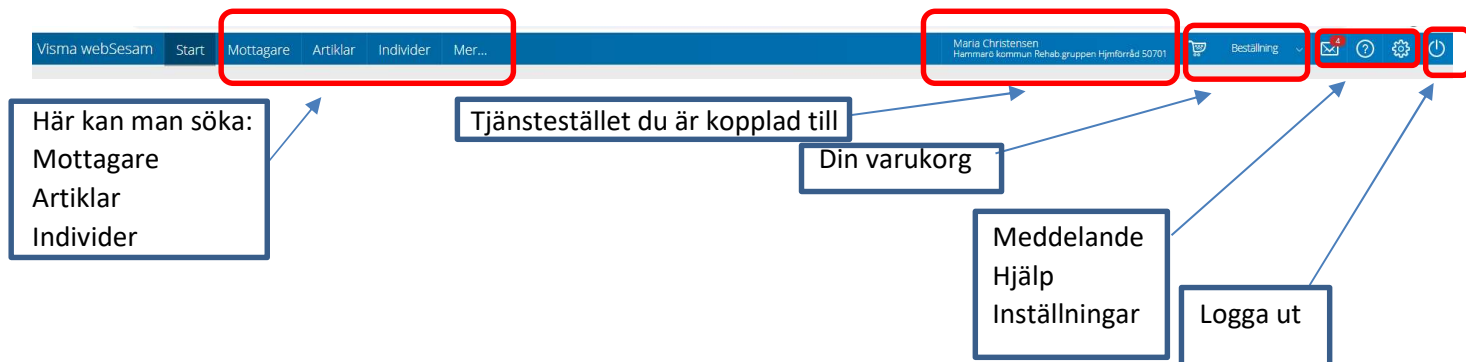 Visma webSesam Start Mottagare Artiklar Individer Mer...
Maria Christensen
Hammarö kommun Rehab.gruppen Hjmförråd 50701
Beställning
4
Här kan man söka:
Mottagare
Artiklar
Individer
Tjänstestället du är kopplad till
Din varukorg
Meddelande
Hjälp
Inställningar
Logga ut